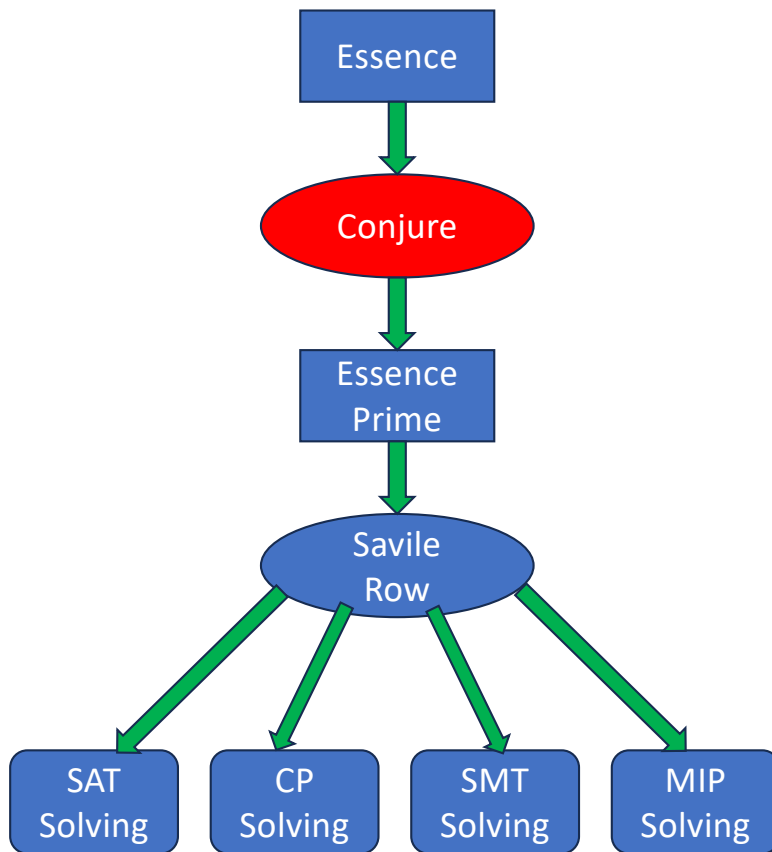 Essence
Conjure
Essence
Prime
Savile
Row
SAT
Solving
CP
Solving
SMT
Solving
MIP
Solving